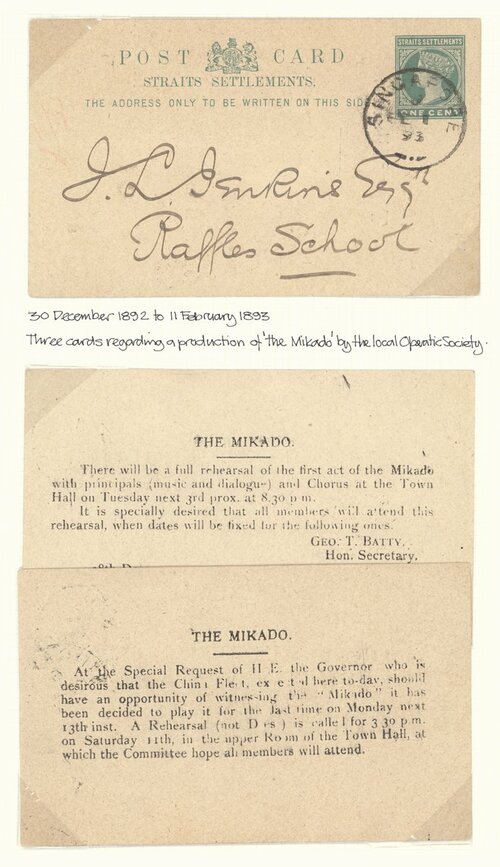 POST CARD
STRAITS SETTLEMENTS.
THE ADDRESS ONLY TO BE WRITTEN ON THIS SIDE
STRAITS SETTLEMENTS
ONE CENT
SINGAPORE
FE 1
93
J. L. Jenkins Esqre
Raffles School
30 December 1892 to 11 February 1893
Three cards regarding a production of 'the Mikado' by the local Operatic Society.
THE MIKADO.
There will be a full rehearsal of the first act of the Mikado
with principals (music and dialogue) and Chorus at the Town
Hall on Tuesday next 3rd prox. at 8.30 p m.
It is specially desired that all members will attend this
rehearsal, when dates will be fixed for the following ones.
GEO. T. BATTY,
Hon. Secretary.
THE MIKADO.
At the Special Request of H E. the Governor who is
desirous that the China Fleet, ex e t d here to-day, should
have an opportunity of witnessing the "Mikado" it has
been decided to play it for the last time on Monday next
13th inst. A Rehearsal (not D es ) is called for 3 30 p.m.
on Saturday 11th, in the upper Room of the Town Hall, at
which the Committee hope all members will attend.